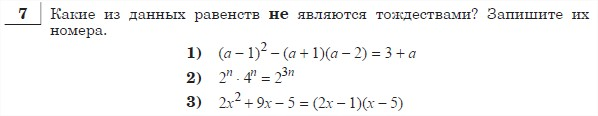 7 Какие из данных равенств не являются тождествами? Запишите их
номера.
1) (a − 1)² − (a + 1)(a − 2) = 3 + a
2) 2ⁿ · 4ⁿ = 2³ⁿ
3) 2x² + 9x − 5 = (2x − 1)(x − 5)